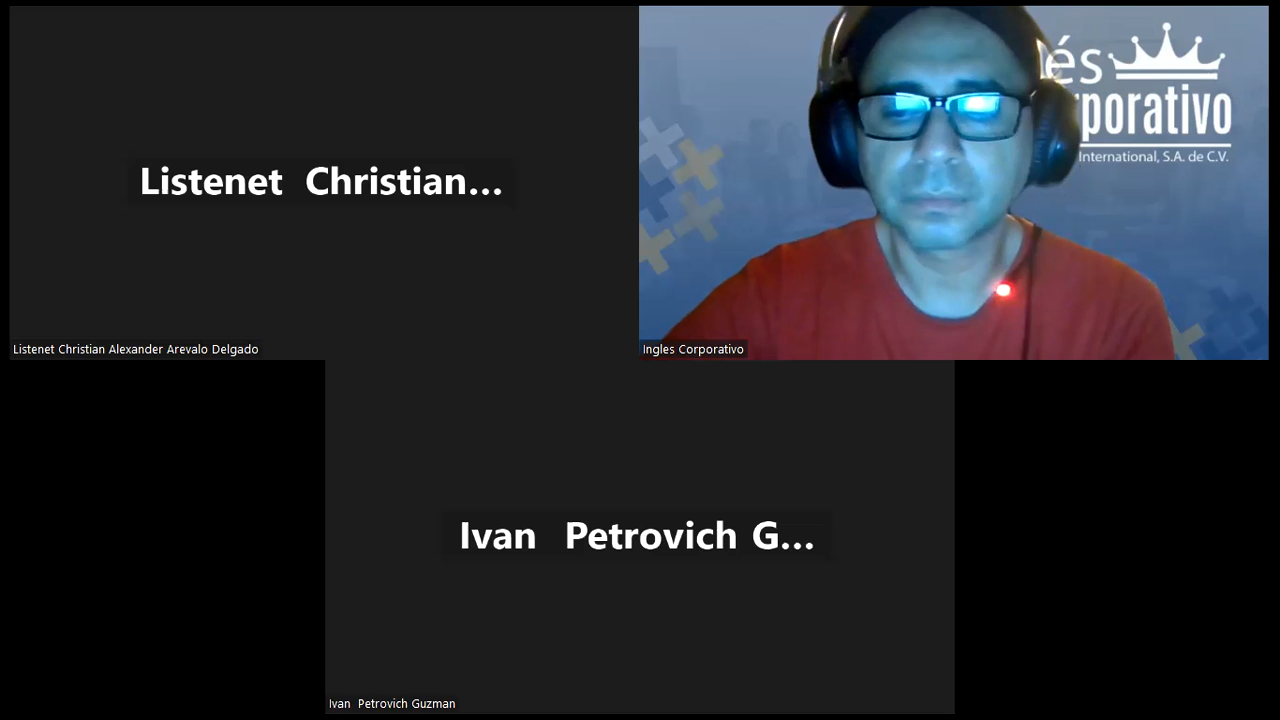 Listenet Christian...
Listenet Christian Alexander Arevalo Delgado
és
rporativo
International, S.A. de C.V.
Ingles Corporativo
Ivan Petrovich G...
Ivan Petrovich Guzman